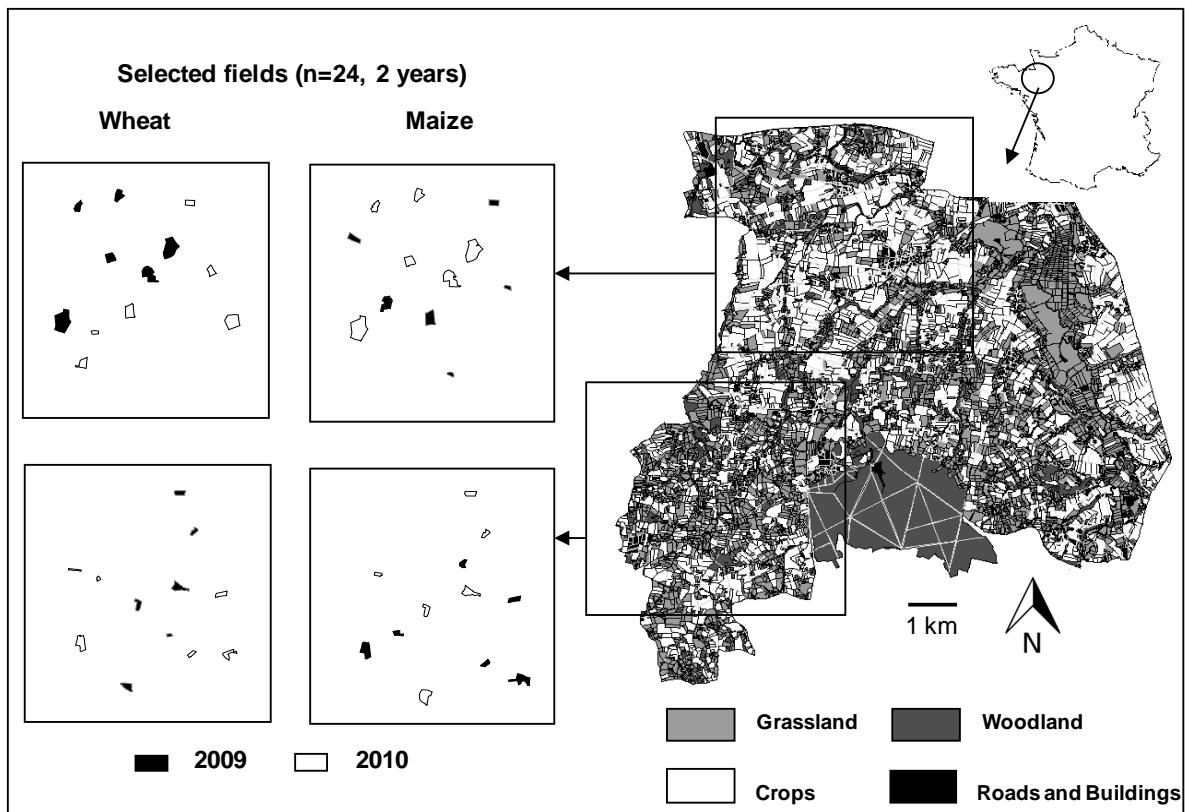 Selected fields (n=24, 2 years)
Wheat
Maize
2009
2010
1 km
N
Grassland
Woodland
Crops
Roads and Buildings